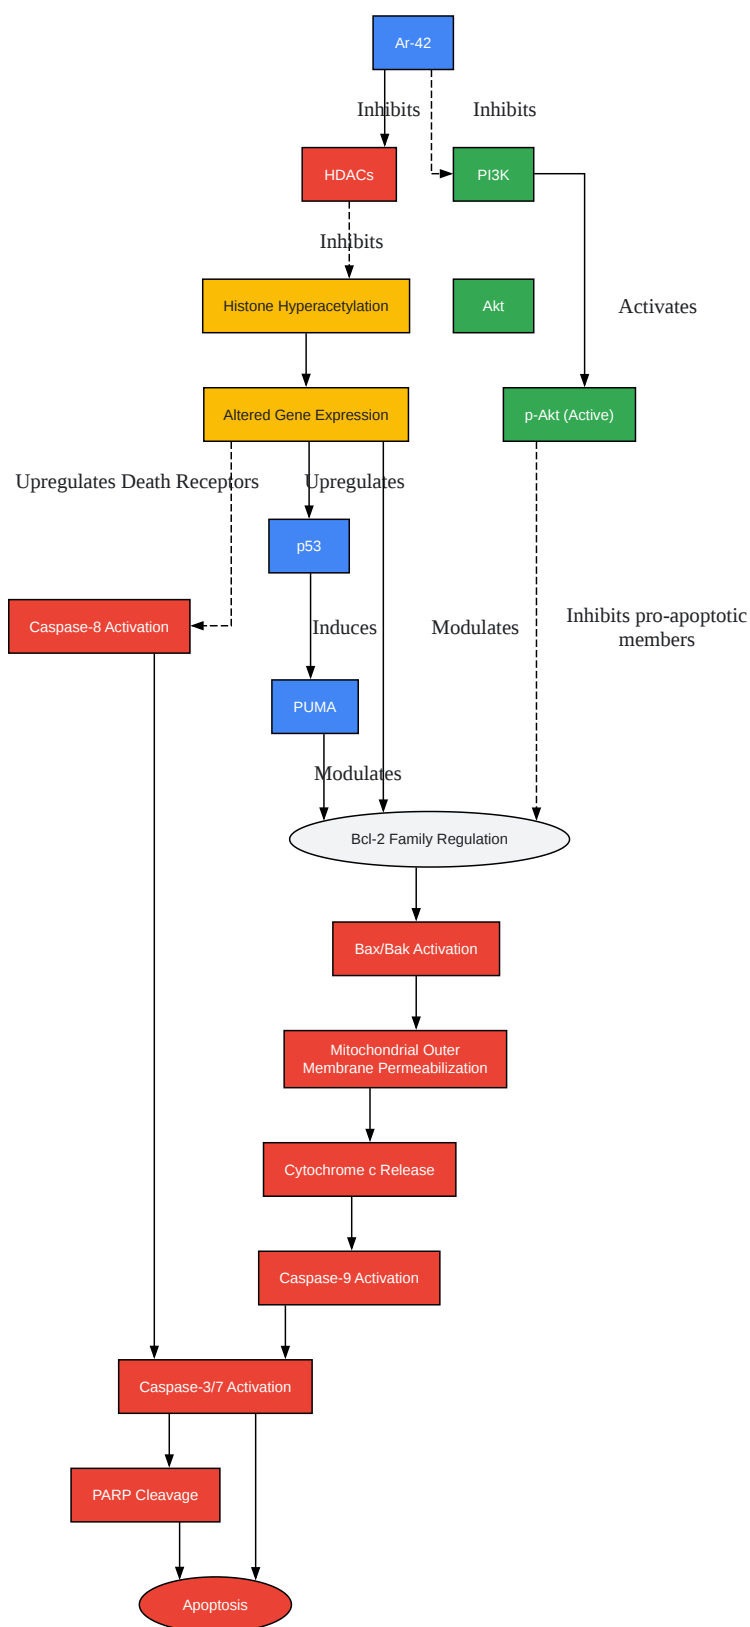 Ar-42
Inhibits
Inhibits
HDACs
PI3K
Inhibits
Histone Hyperacetylation
Akt
Activates
Altered Gene Expression
p-Akt (Active)
Upregulates Death Receptors
Upregulates
p53
Caspase-8 Activation
Induces
Modulates
Inhibits pro-apoptotic
members
PUMA
Modulates
Bcl-2 Family Regulation
Bax/Bak Activation
Mitochondrial Outer
Membrane Permeabilization
Cytochrome c Release
Caspase-9 Activation
Caspase-3/7 Activation
PARP Cleavage
Apoptosis